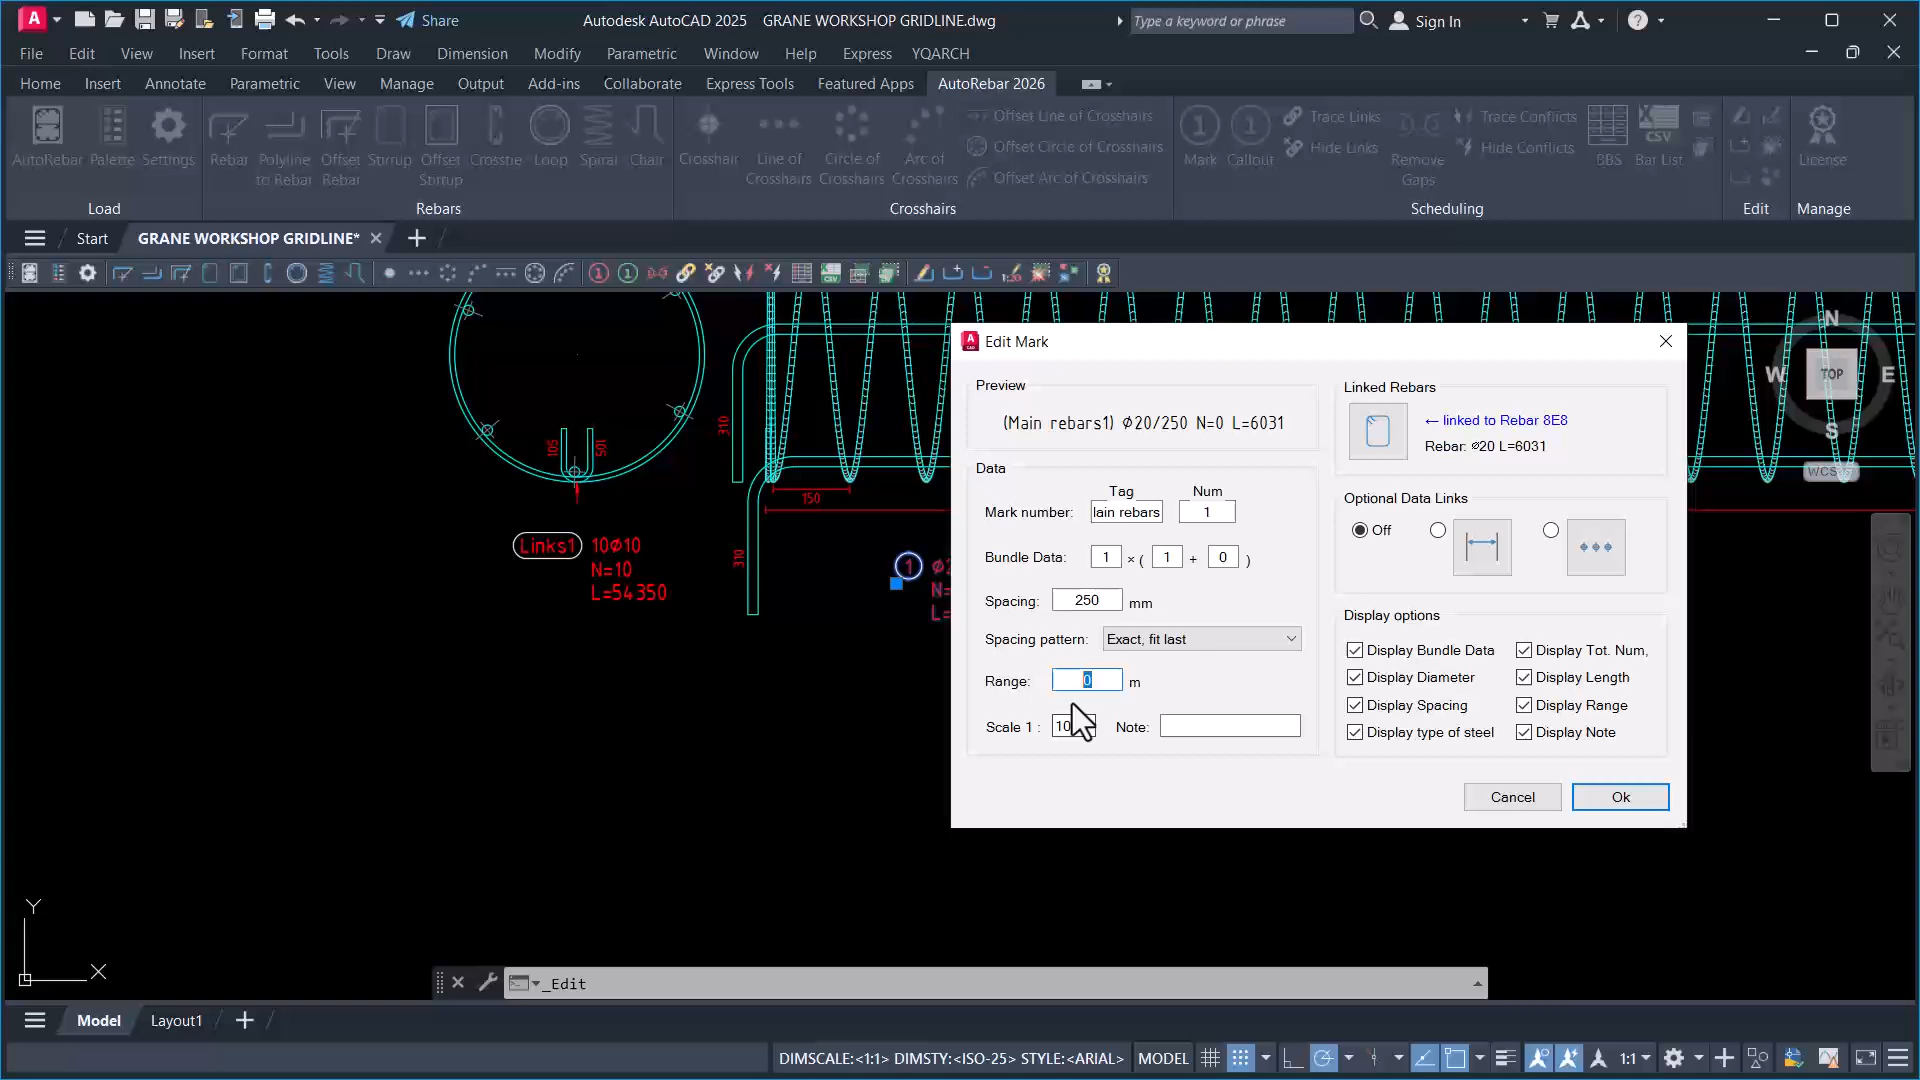 Share
Autodesk AutoCAD 2025 GRANE WORKSHOP GRIDLINE.dwg
Type a keyword or phrase
Sign In
File Edit View Insert Format Tools Draw Dimension Modify Parametric Window Help Express YQARCH
Home Insert Annotate Parametric View Manage Output Add-ins Collaborate Express Tools Featured Apps AutoRebar 2026
AutoRebar Palette Settings
Load
Rebar Polyline to Rebar Offset Rebar Stirrup Offset Stirrup Crosstie Loop Spiral Chair
Rebars
Crosshair Line of Crosshairs Circle of Crosshairs Arc of Crosshairs
Offset Line of Crosshairs
Offset Circle of Crosshairs
Offset Arc of Crosshairs
Crosshairs
Mark Callout Trace Links Hide Links Remove Gaps Trace Conflicts Hide Conflicts BBS Bar List
CSV
Scheduling
Edit
License
Manage
Start GRANE WORKSHOP GRIDLINE*
310
105
150
310
Links1 10Ø10
N=10
L=54350
1
N=
L=
N
W TOP E
S
WCS
Edit Mark
Preview
(Main rebars1) Ø20/250 N=0 L=6031
Data
Tag Num
Mark number: lain rebars 1
Bundle Data: 1 × ( 1 + 0 )
Spacing: 250 mm
Spacing pattern: Exact, fit last
Range: 0 m
Scale 1 : 10
Note:
Linked Rebars
← linked to Rebar 8E8
Rebar: ⌀20 L=6031
Optional Data Links
Off
Display options
Display Bundle Data Display Tot. Num,
Display Diameter Display Length
Display Spacing Display Range
Display type of steel Display Note
Cancel Ok
Y
X
_Edit
Model Layout1
DIMSCALE:<1:1> DIMSTY:<ISO-25> STYLE:<ARIAL> MODEL 1:1